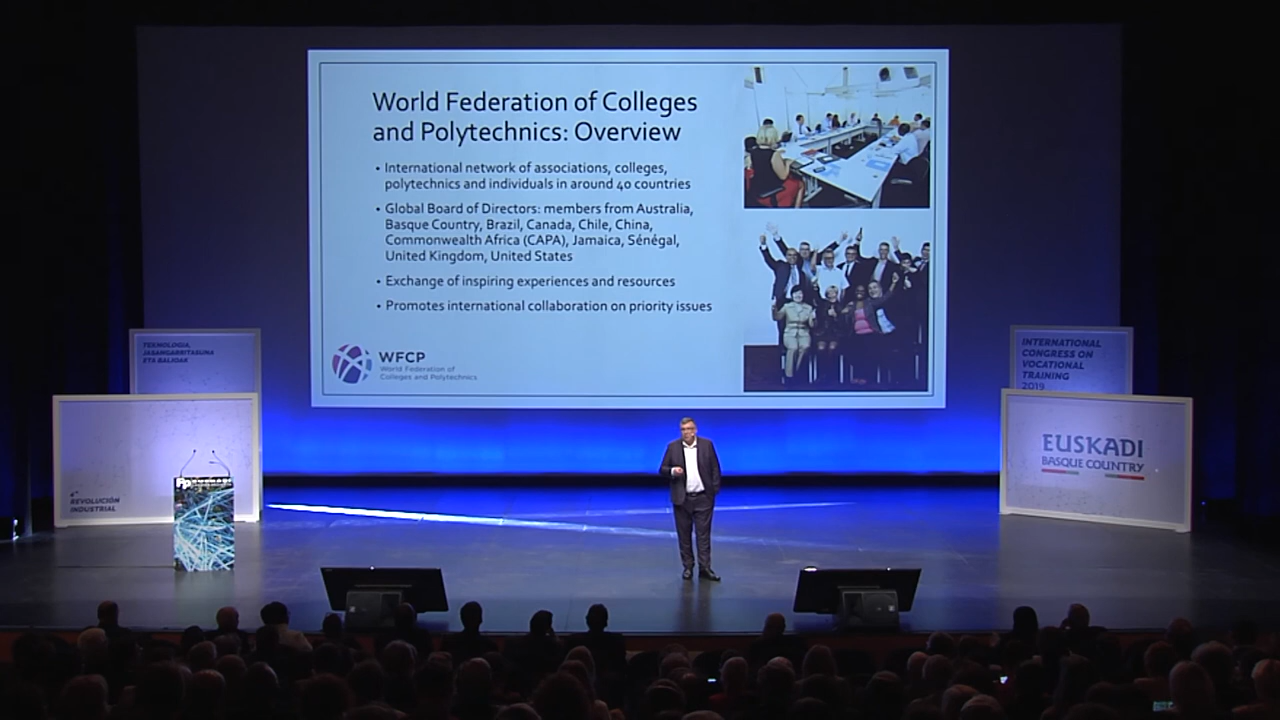 World Federation of Colleges
and Polytechnics: Overview
• International network of associations, colleges,
polytechnics and individuals in around 40 countries
• Global Board of Directors: members from Australia,
Basque Country, Brazil, Canada, Chile, China,
Commonwealth Africa (CAPA), Jamaica, Sénégal,
United Kingdom, United States
• Exchange of inspiring experiences and resources
• Promotes international collaboration on priority issues
WFCP
World Federation of
Colleges and Polytechnics
TEKNOLOGIA,
JASANGARRITASUNA
ETA BALIOAK
4ª
REVOLUCIÓN
INDUSTRIAL
INTERNATIONAL
CONGRESS ON
VOCATIONAL
TRAINING
2019
EUSKADI
BASQUE COUNTRY
FP EUSKADI